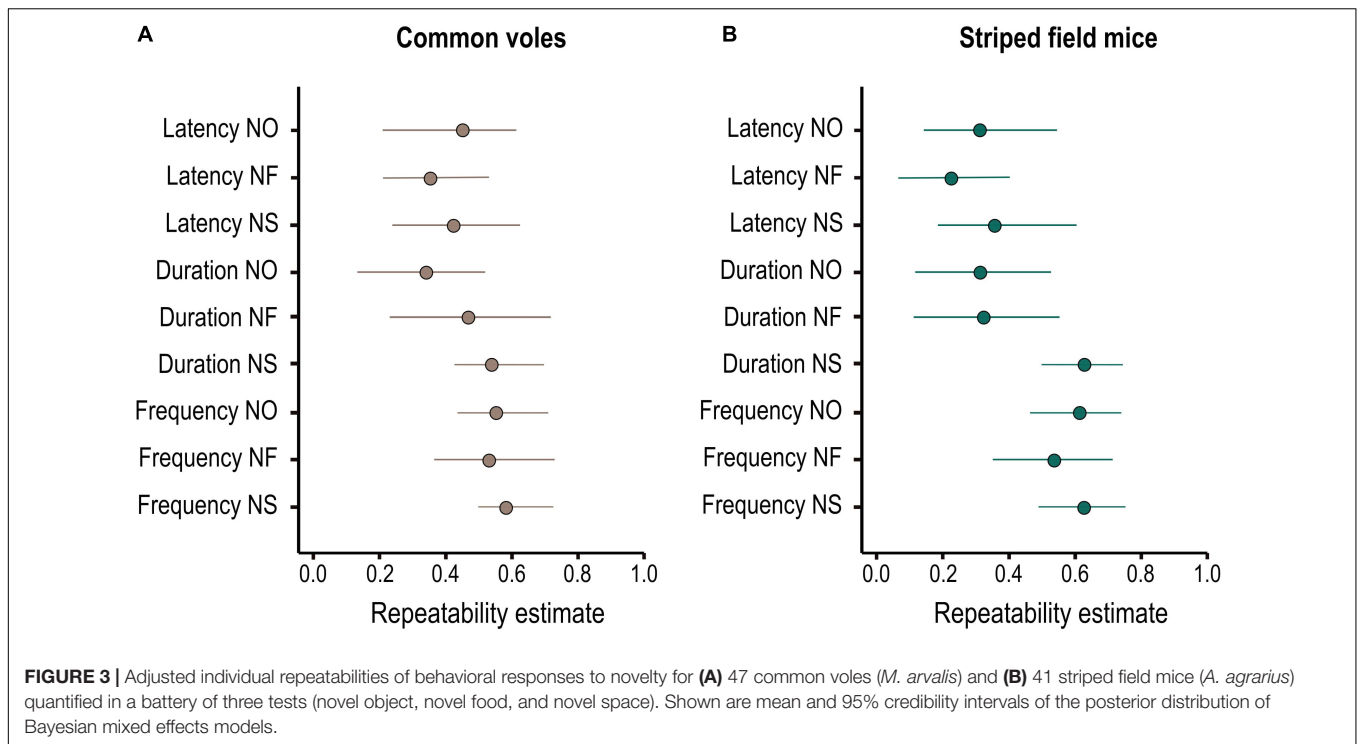 A
Common voles
Latency NO
Latency NF
Latency NS
Duration NO
Duration NF
Duration NS
Frequency NO
Frequency NF
Frequency NS
0.0 0.2 0.4 0.6 0.8 1.0
Repeatability estimate
B
Striped field mice
Latency NO
Latency NF
Latency NS
Duration NO
Duration NF
Duration NS
Frequency NO
Frequency NF
Frequency NS
0.0 0.2 0.4 0.6 0.8 1.0
Repeatability estimate
FIGURE 3 | Adjusted individual repeatabilities of behavioral responses to novelty for (A) 47 common voles (M. arvalis) and (B) 41 striped field mice (A. agrarius)
quantified in a battery of three tests (novel object, novel food, and novel space). Shown are mean and 95% credibility intervals of the posterior distribution of
Bayesian mixed effects models.